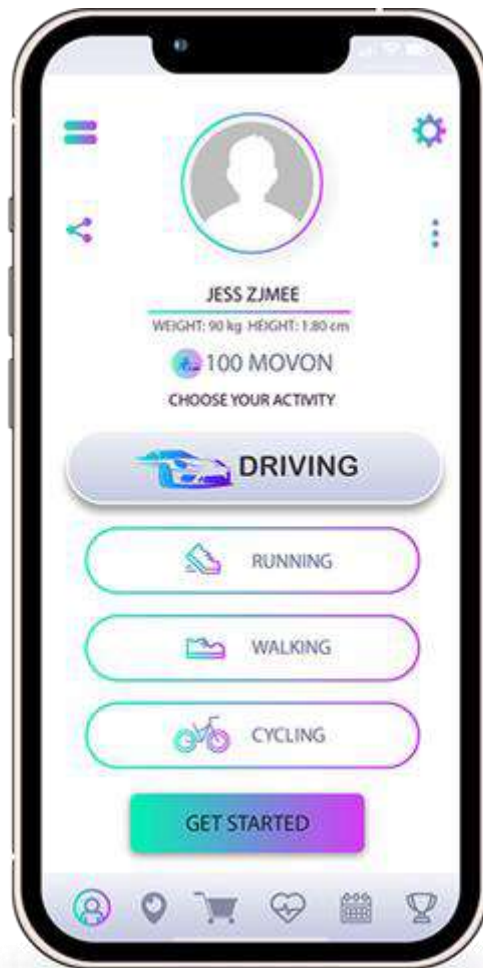 JESS ZJMEE
WEIGHT: 90 kg HEIGHT: 1.80 cm
100 MOVON
CHOOSE YOUR ACTIVITY
DRIVING
RUNNING
WALKING
CYCLING
GET STARTED